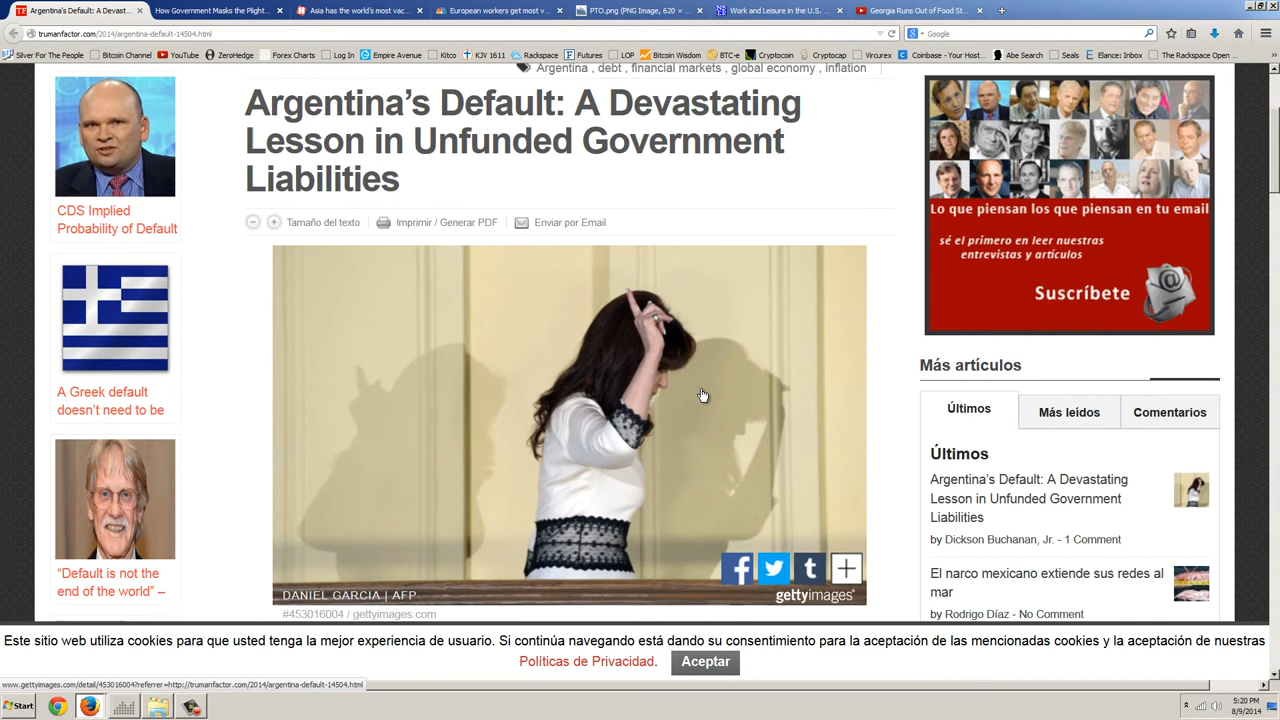 Argentina's Default: A Devast...
How Government Masks the Plight...
Asia has the world's most vac...
European workers get most v...
PTO.png (PNG Image, 620 × ...
Work and Leisure in the U.S. ...
Georgia Runs Out of Food St...
trumanfactor.com/2014/argentina-default-14504.html
Google
Silver For The People
Bitcoin Channel
YouTube
ZeroHedge
Forex Charts
Log In
Empire Avenue
Kitco
KJV 1611
Rackspace
Futures
LOP
Bitcoin Wisdom
BTC-e
Cryptocoin
Cryptcap
Vircurex
Coinbase - Your Host...
Abe Search
Seals
Elance: Inbox
The Rackspace Open ...
Argentina , debt , financial markets , global economy , inflation
Argentina’s Default: A Devastating
Lesson in Unfunded Government
Liabilities
Tamaño del texto
Imprimir / Generar PDF
Enviar por Email
CDS Implied
Probability of Default
A Greek default
doesn’t need to be
“Default is not the
end of the world” –
DANIEL GARCIA | AFP
gettyimages®
#453016004 / gettyimages.com
Lo que piensan los que piensan en tu email
sé el primero en leer nuestras
entrevistas y artículos
Suscríbete
Más artículos
Últimos
Más leidos
Comentarios
Últimos
Argentina’s Default: A Devastating
Lesson in Unfunded Government
Liabilities
by Dickson Buchanan, Jr. - 1 Comment
El narco mexicano extiende sus redes al
mar
by Rodrigo Díaz - No Comment
Este sitio web utiliza cookies para que usted tenga la mejor experiencia de usuario. Si continúa navegando está dando su consentimiento para la aceptación de las mencionadas cookies y la aceptación de nuestras
Políticas de Privacidad.
Aceptar
www.gettyimages.com/detail/453016004?referrer=http://trumanfactor.com/2014/argentina-default-14504.html
Start
5:20 PM
8/9/2014